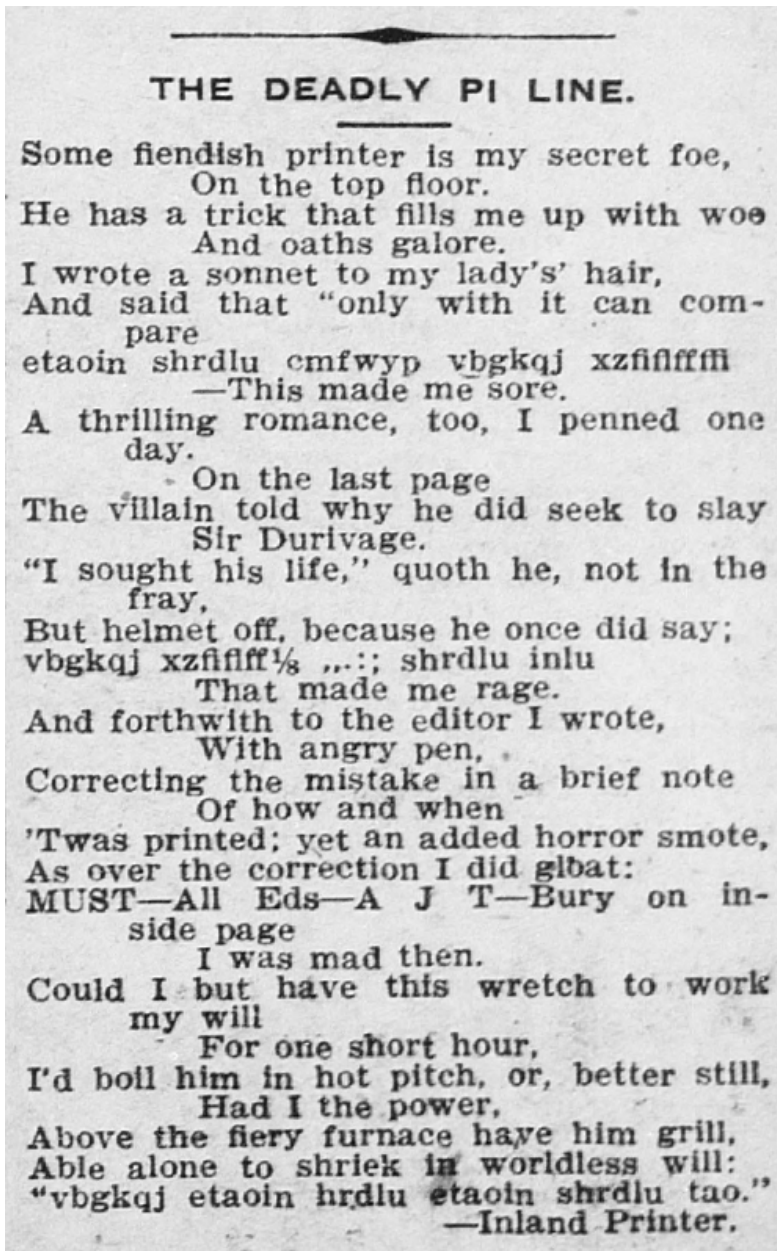 THE DEADLY PI LINE.
Some fiendish printer is my secret foe,
On the top floor.
He has a trick that fills me up with woe
And oaths galore.
I wrote a sonnet to my lady's' hair,
And said that "only with it can com-
pare
etaoin shrdlu cmfwyp vbgkqj xzfiflffffi
—This made me sore.
A thrilling romance, too, I penned one
day.
On the last page
The villain told why he did seek to slay
Sir Durivage.
"I sought his life," quoth he, not in the
fray,
But helmet off, because he once did say;
vbgkqj xzfiflff⅛ ,,.:; shrdlu inlu
That made me rage.
And forthwith to the editor I wrote,
With angry pen,
Correcting the mistake in a brief note
Of how and when
'Twas printed; yet an added horror smote,
As over the correction I did gloat:
MUST—All Eds—A J T—Bury on in-
side page
I was mad then.
Could I but have this wretch to work
my will
For one short hour,
I'd boil him in hot pitch, or, better still,
Had I the power,
Above the fiery furnace have him grill,
Able alone to shriek in worldless will:
"vbgkqj etaoin hrdlu etaoin shrdlu tao."
—Inland Printer.